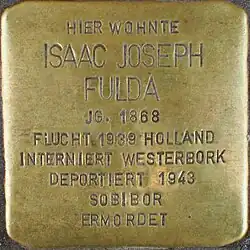 HIER WOHNTE
ISAAC JOSEPH
FULDA
JG. 1868
FLUCHT 1939 HOLLAND
INTERNIERT WESTERBORK
DEPORTIERT 1943
SOBIBOR
ERMORDET